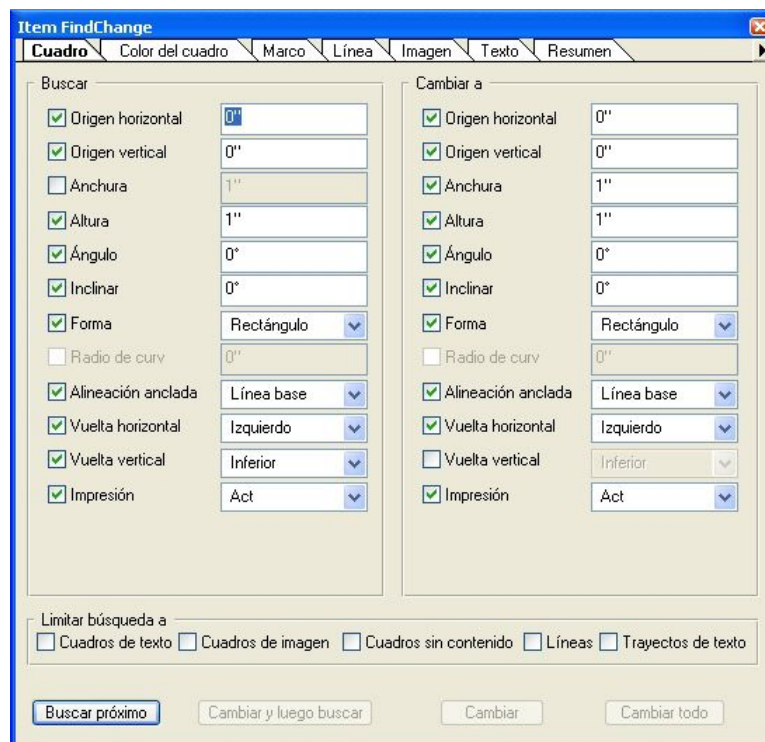 Item FindChange
Cuadro Color del cuadro Marco Línea Imagen Texto Resumen
Buscar
Origen horizontal 0"
Origen vertical 0"
Anchura 1"
Altura 1"
Ángulo 0°
Inclinar 0°
Forma Rectángulo
Radio de curv 0"
Alineación anclada Línea base
Vuelta horizontal Izquierdo
Vuelta vertical Inferior
Impresión Act
Cambiar a
Origen horizontal 0"
Origen vertical 0"
Anchura 1"
Altura 1"
Ángulo 0°
Inclinar 0°
Forma Rectángulo
Radio de curv 0"
Alineación anclada Línea base
Vuelta horizontal Izquierdo
Vuelta vertical Inferior
Impresión Act
Limitar búsqueda a
Cuadros de texto Cuadros de imagen Cuadros sin contenido Líneas Trayectos de texto
Buscar próximo Cambiar y luego buscar Cambiar Cambiar todo